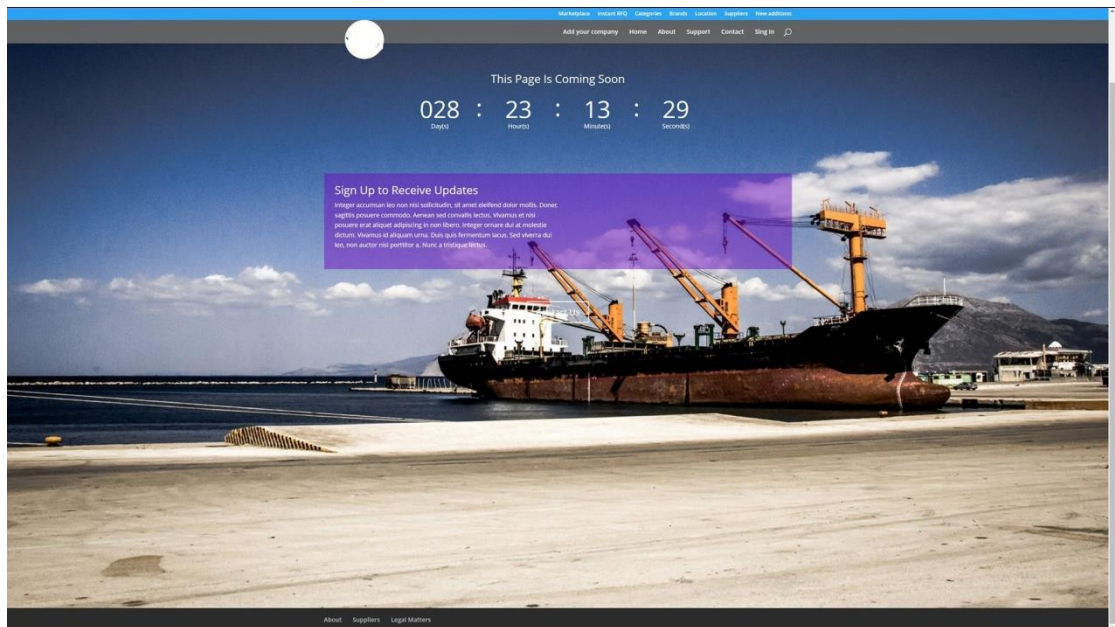 Marketplace Instant RFQ Categories Brands Location Suppliers New additions
Add your company Home About Support Contact Sing In
This Page Is Coming Soon
028 : 23 : 13 : 29
Day(s) Hour(s) Minute(s) Second(s)
Sign Up to Receive Updates
Integer accumsan leo non nisi sollicitudin, sit amet eleifend dolor mollis. Donec
sagittis posuere commodo. Aenean sed convallis lectus. Vivamus et nisi
posuere erat aliquet adipiscing in non libero. Integer ornare dui at molestie
dictum. Vivamus id aliquam urna. Duis quis fermentum lacus. Sed viverra dui
leo, non auctor nisi porttitor a. Nunc a tristique lectus.
Us
About Suppliers Legal Matters